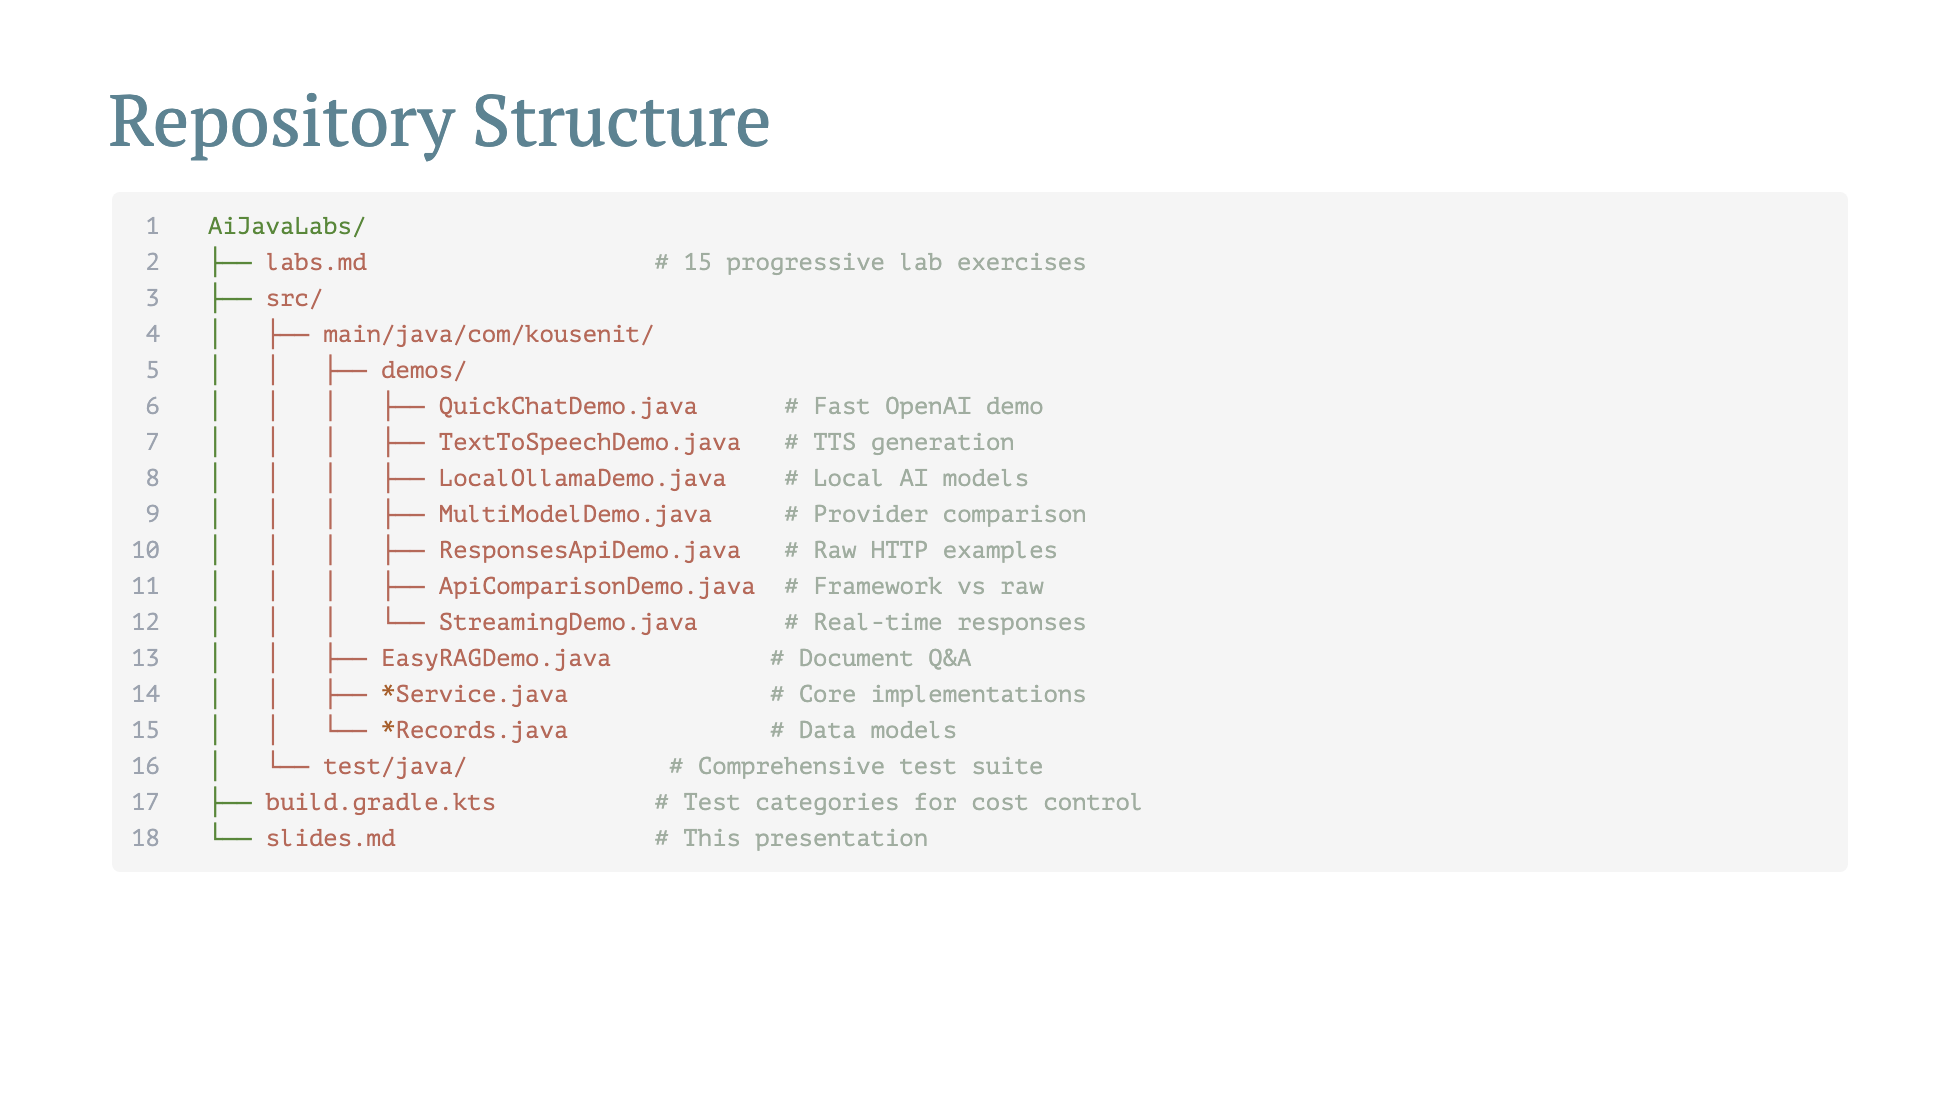 Repository Structure
1 AiJavaLabs/
2 ├── labs.md                    # 15 progressive lab exercises
3 ├── src/
4 │   ├── main/java/com/kousenit/
5 │   │   ├── demos/
6 │   │   │   ├── QuickChatDemo.java      # Fast OpenAI demo
7 │   │   │   ├── TextToSpeechDemo.java   # TTS generation
8 │   │   │   ├── LocalOllamaDemo.java    # Local AI models
9 │   │   │   ├── MultiModelDemo.java     # Provider comparison
10 │   │   │   ├── ResponsesApiDemo.java   # Raw HTTP examples
11 │   │   │   ├── ApiComparisonDemo.java  # Framework vs raw
12 │   │   │   └── StreamingDemo.java      # Real-time responses
13 │   │   ├── EasyRAGDemo.java           # Document Q&A
14 │   │   ├── *Service.java              # Core implementations
15 │   │   └── *Records.java              # Data models
16 │   └── test/java/              # Comprehensive test suite
17 ├── build.gradle.kts           # Test categories for cost control
18 └── slides.md                  # This presentation